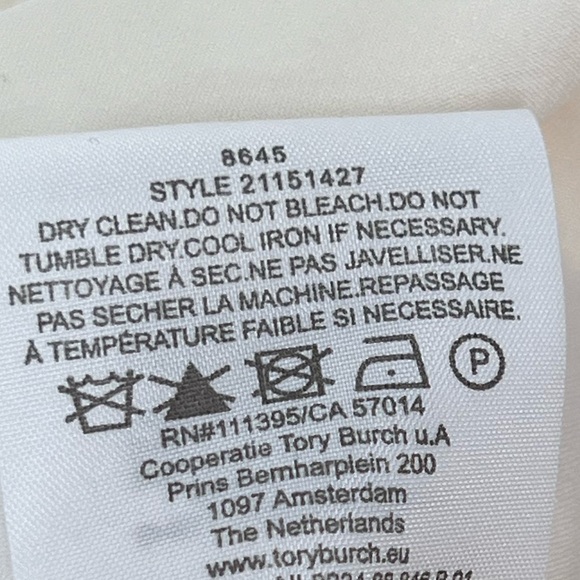 8645
STYLE 21151427
DRY CLEAN.DO NOT BLEACH.DO NOT
TUMBLE DRY.COOL IRON IF NECESSARY.
NETTOYAGE À SEC.NE PAS JAVELLISER.NE
PAS SECHER LA MACHINE.REPASSAGE
À TEMPÉRATURE FAIBLE SI NECESSAIRE.
P
RN#111395/CA 57014
Cooperatie Tory Burch u.A
Prins Bernharplein 200
1097 Amsterdam
The Netherlands
www.toryburch.eu